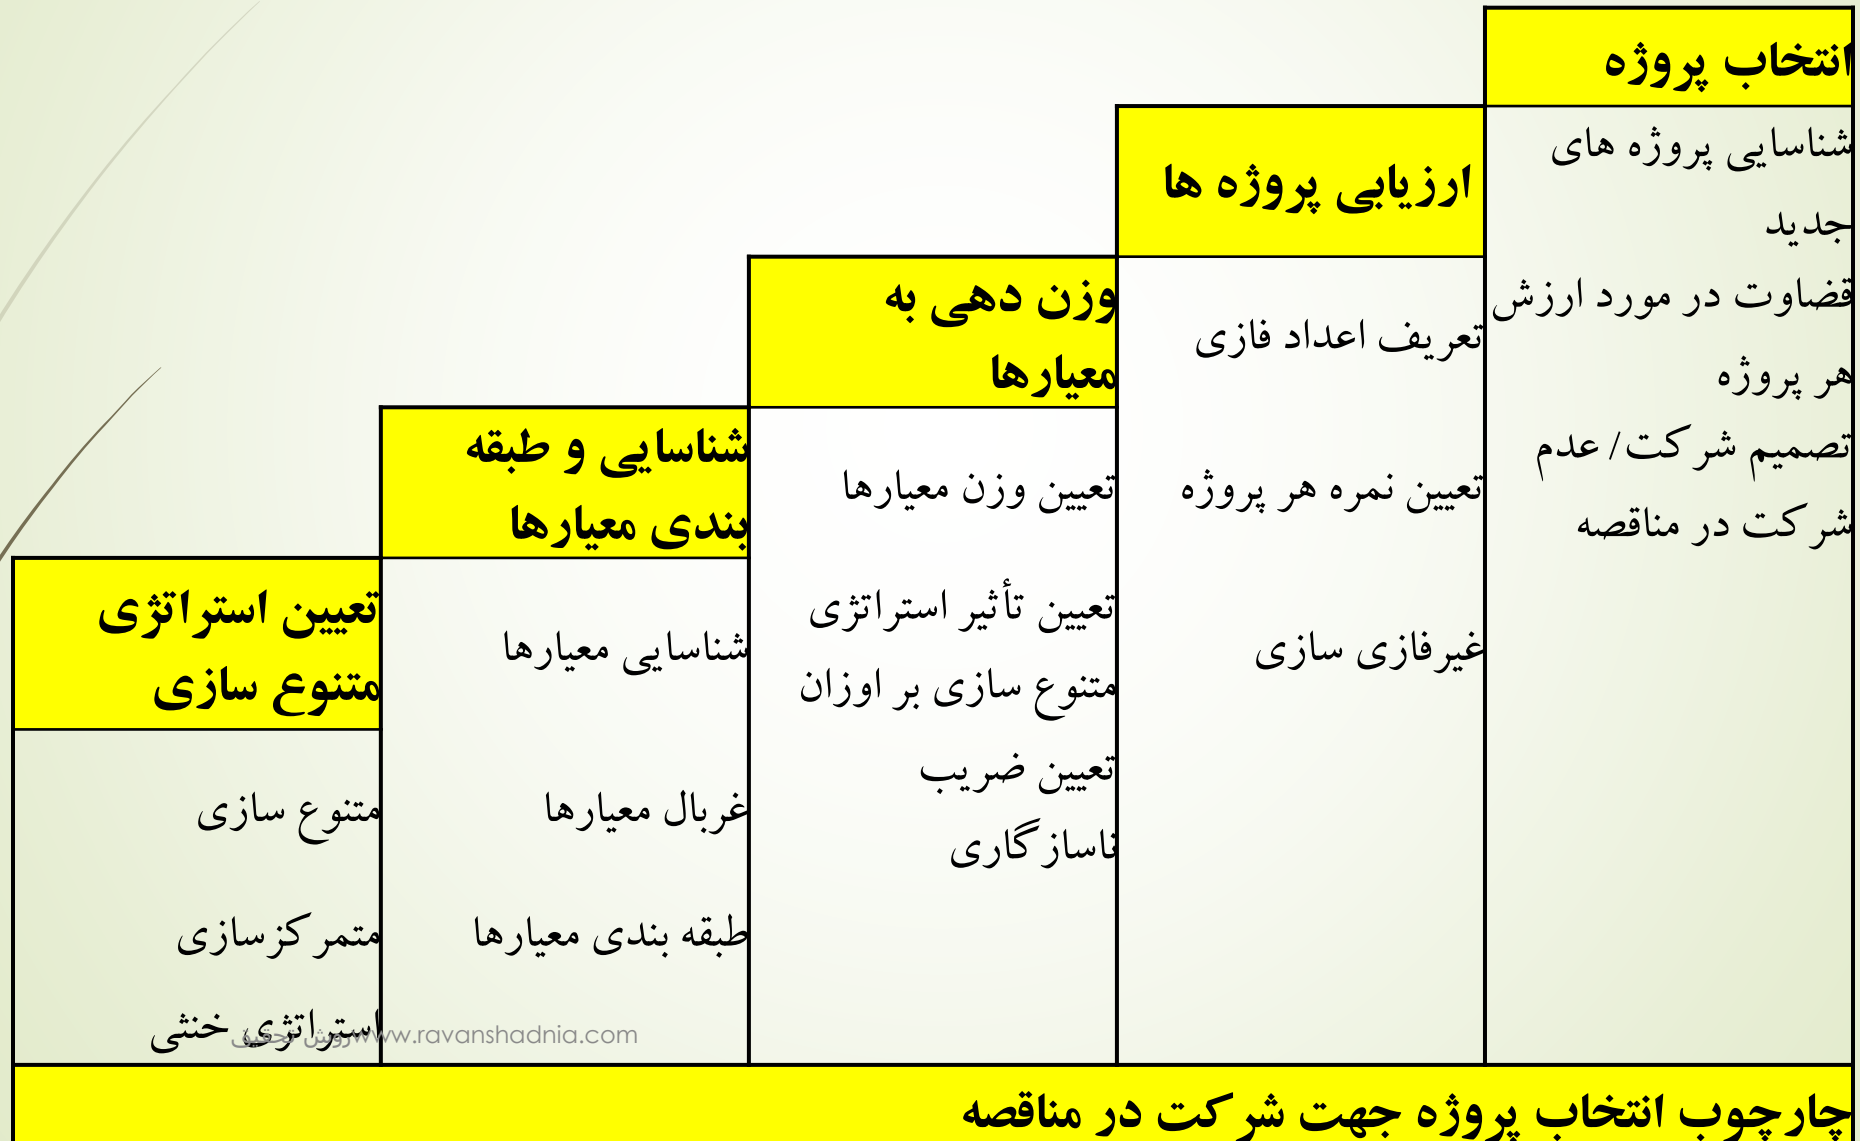 انتخاب پروژه
شناسایی پروژه های
جدید
قضاوت در مورد ارزش
هر پروژه
تصمیم شرکت/ عدم
شرکت در مناقصه
ارزیابی پروژه ها
تعریف اعداد فازی
تعیین نمره هر پروژه
غیرفازی سازی
وزن دهی به
معیارها
تعیین وزن معیارها
تعیین تأثیر استراتژی
متنوع سازی بر اوزان
تعیین ضریب
ناسازگاری
شناسایی و طبقه
بندی معیارها
شناسایی معیارها
غربال معیارها
طبقه بندی معیارها
تعیین استراتژی
متنوع سازی
متنوع سازی
متمرکزسازی
استراتژی خنثی
روش تحقیق www.ravanshadnia.com
چارچوب انتخاب پروژه جهت شرکت در مناقصه